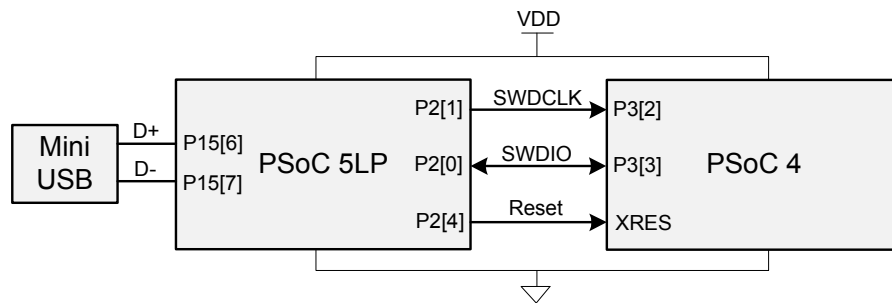 VDD
P2[1] SWDCLK P3[2]
D+ P15[6]
Mini USB
PSoC 5LP P2[0] SWDIO P3[3] PSoC 4
D- P15[7]
P2[4] Reset XRES